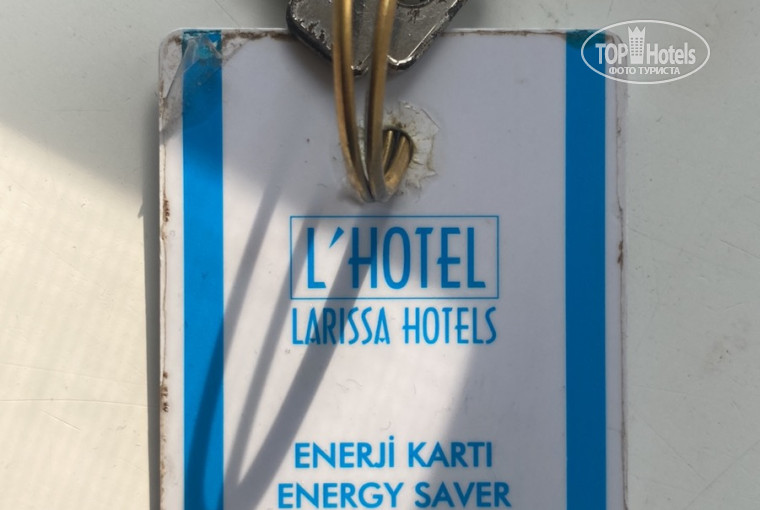 TOP Hotels
ФОТО ТУРИСТА
L'HOTEL
LARISSA HOTELS
ENERJİ KARTI
ENERGY SAVER